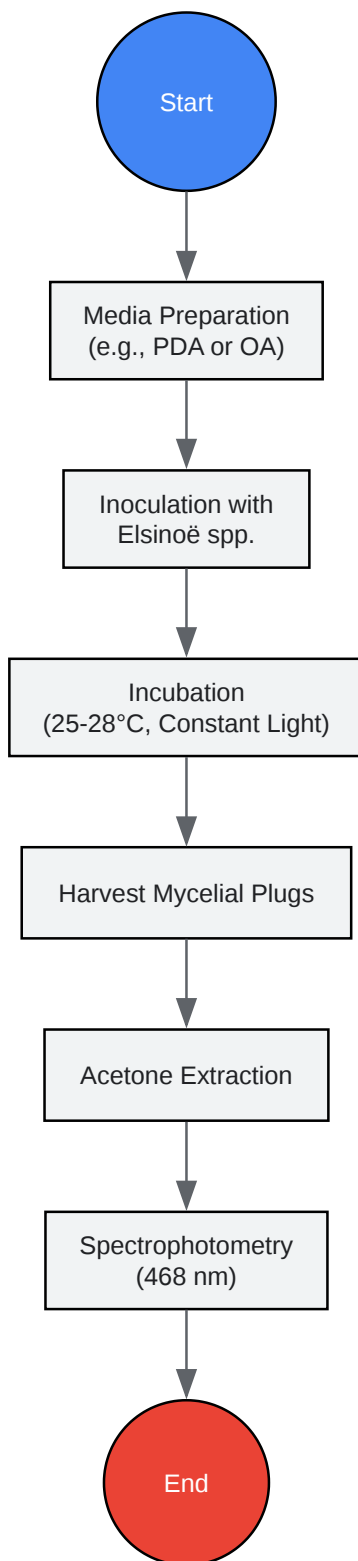 Start
Media Preparation
(e.g., PDA or OA)
Inoculation with
Elsinoë spp.
Incubation
(25-28°C, Constant Light)
Harvest Mycelial Plugs
Acetone Extraction
Spectrophotometry
(468 nm)
End